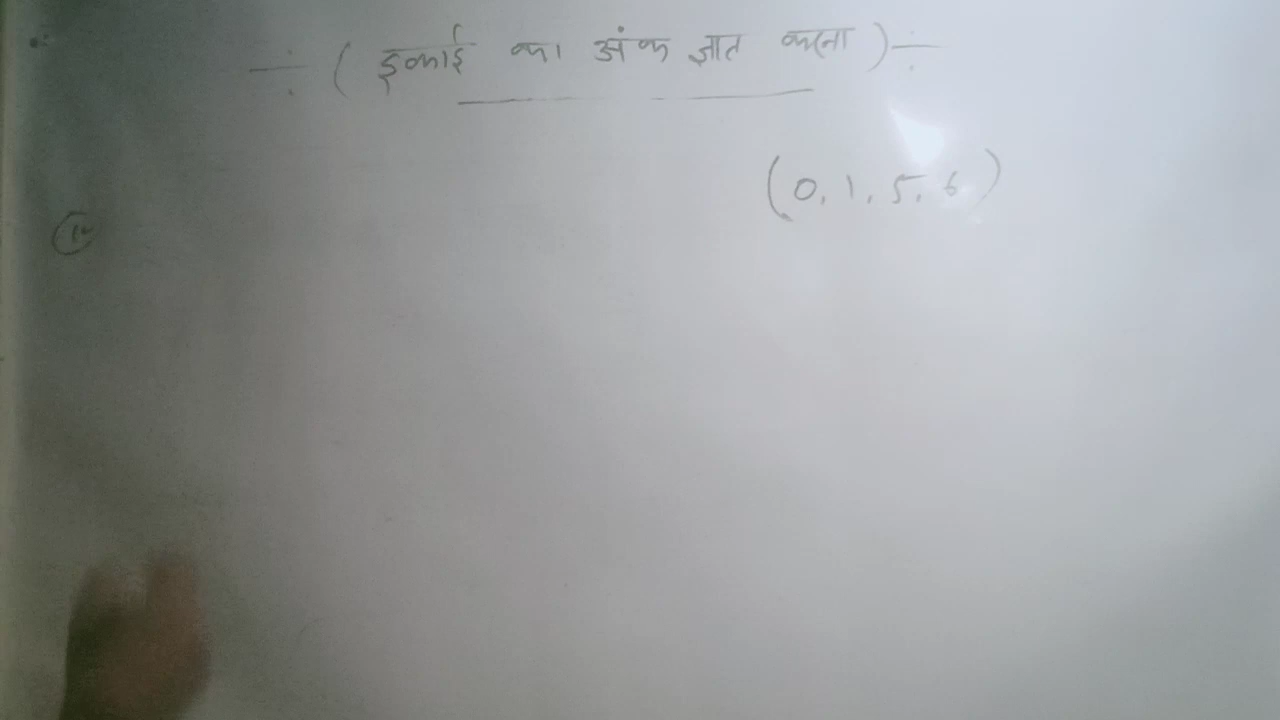 ÷ ( इकाई का अंक ज्ञात करना ) ÷
(0, 1, 5, 6)